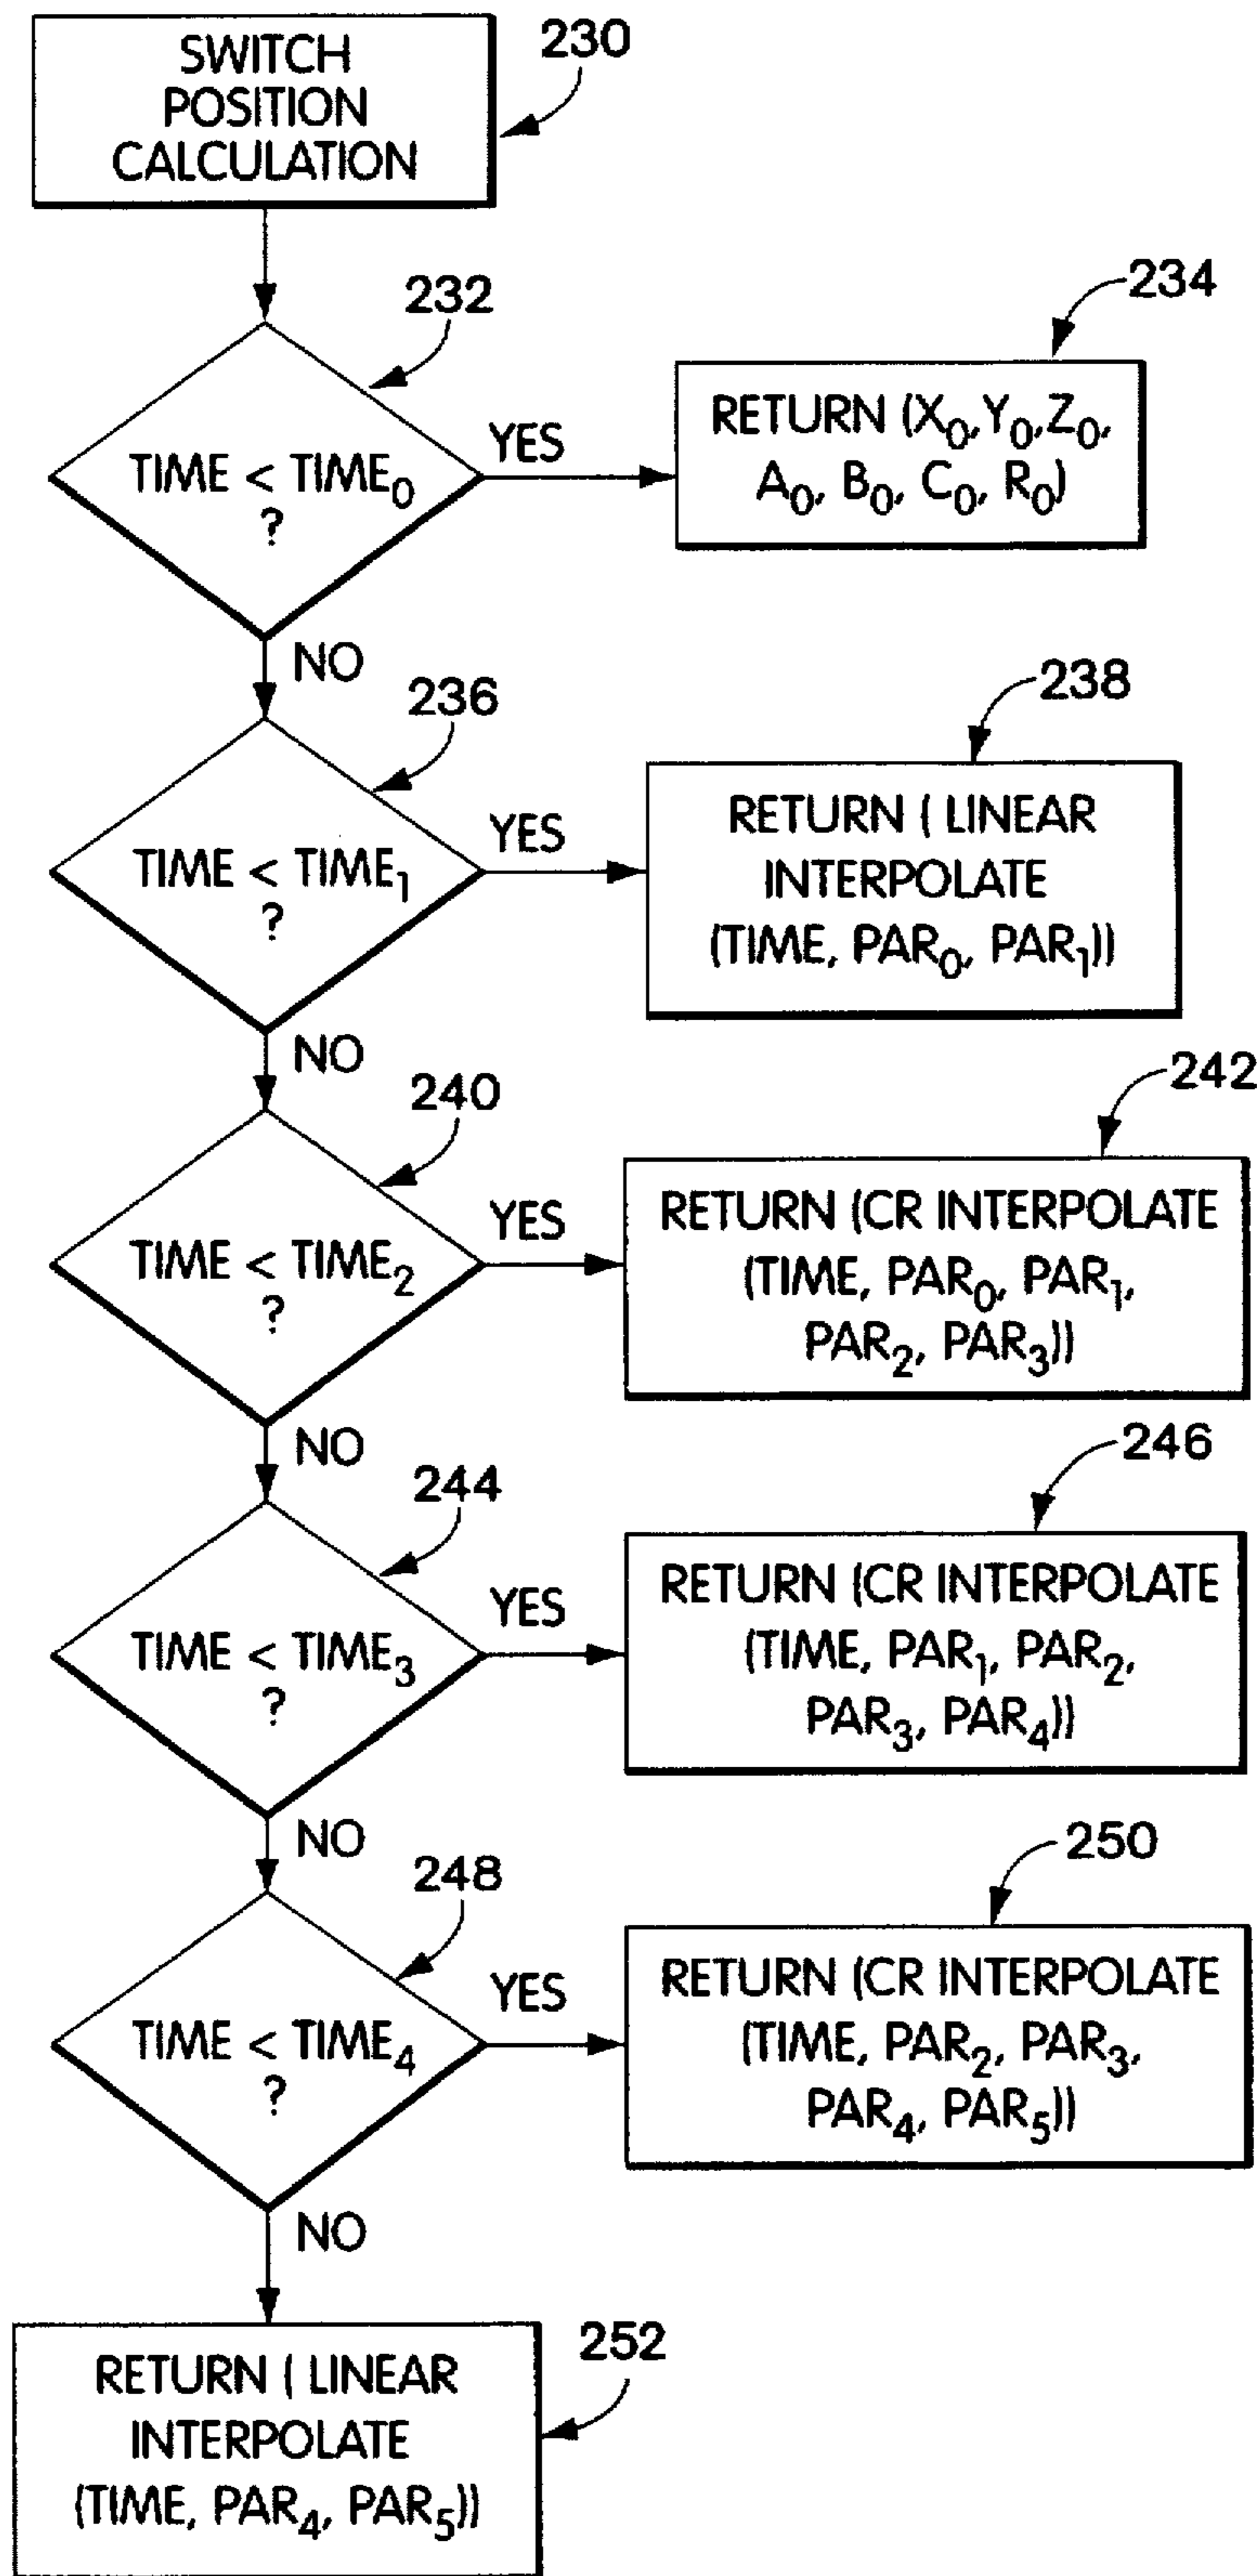 SWITCH
POSITION
CALCULATION
230
232
TIME < TIME₀
?
YES
234
RETURN (X₀,Y₀,Z₀,
A₀, B₀, C₀, R₀)
NO
236
TIME < TIME₁
?
YES
238
RETURN ( LINEAR
INTERPOLATE
(TIME, PAR₀, PAR₁))
NO
240
TIME < TIME₂
?
YES
242
RETURN (CR INTERPOLATE
(TIME, PAR₀, PAR₁,
PAR₂, PAR₃))
NO
244
TIME < TIME₃
?
YES
246
RETURN (CR INTERPOLATE
(TIME, PAR₁, PAR₂,
PAR₃, PAR₄))
NO
248
TIME < TIME₄
?
YES
250
RETURN (CR INTERPOLATE
(TIME, PAR₂, PAR₃,
PAR₄, PAR₅))
NO
252
RETURN ( LINEAR
INTERPOLATE
(TIME, PAR₄, PAR₅))